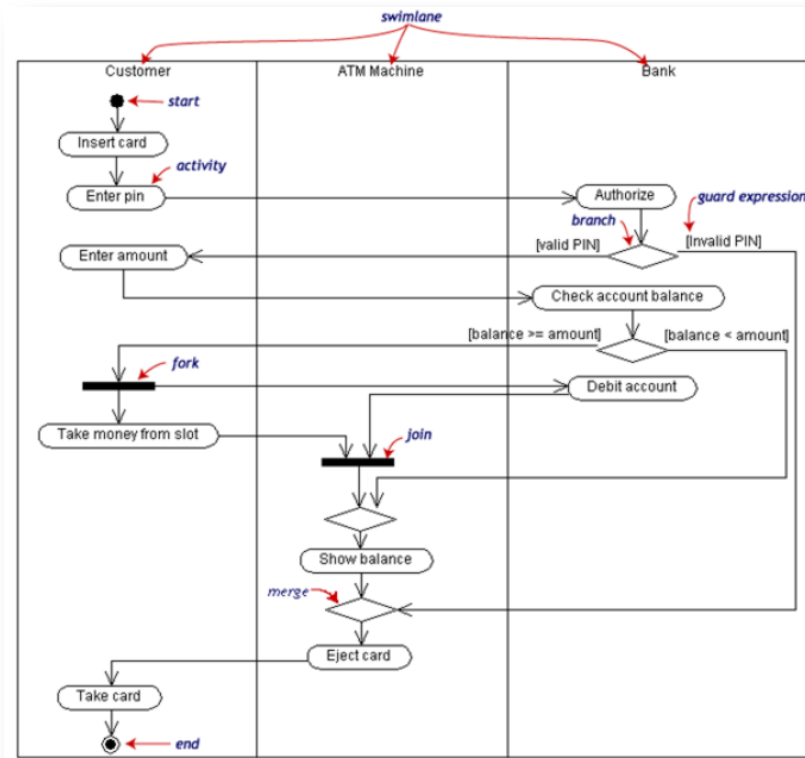 swimlane
Customer
ATM Machine
Bank
start
Insert card
activity
Enter pin
Authorize
guard expression
branch
[valid PIN]
[Invalid PIN]
Enter amount
Check account balance
[balance >= amount]
[balance < amount]
fork
Debit account
Take money from slot
join
Show balance
merge
Eject card
Take card
end